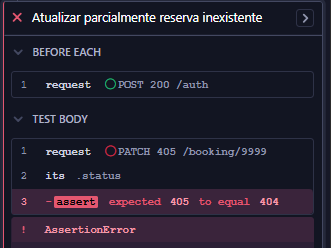 Atualizar parcialmente reserva inexistente
BEFORE EACH
1 request POST 200 /auth
TEST BODY
1 request PATCH 405 /booking/9999
2 its .status
3 -assert expected 405 to equal 404
! AssertionError